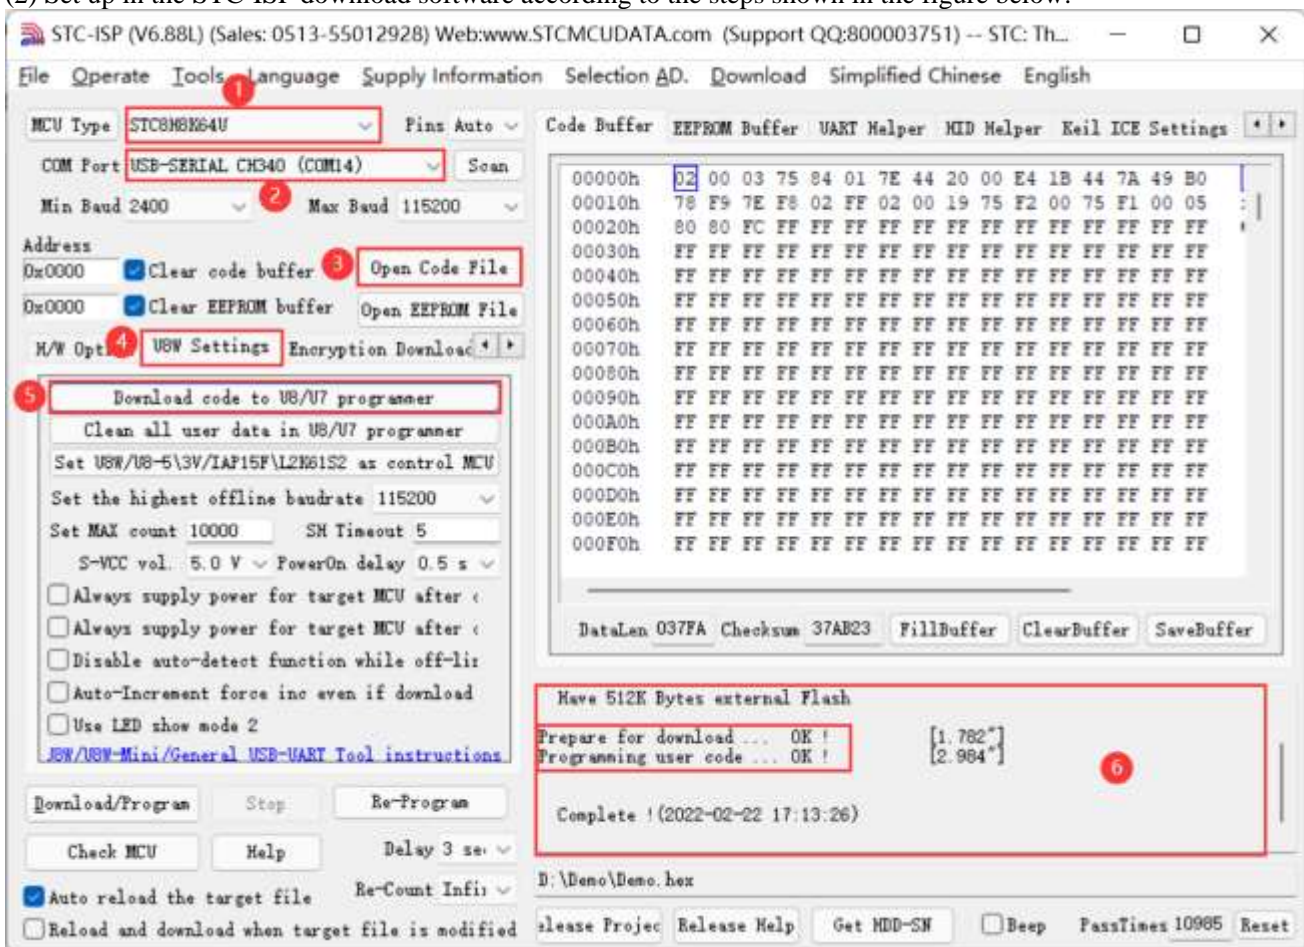 (2) Set up in the STC-ISP download software according to the steps shown in the figure below.
STC-ISP (V6.88L) (Sales: 0513-55012928) Web:www.STCMCUDATA.com (Support QQ:800003751) -- STC: Th...
File Operate Tools Language Supply Information Selection AD. Download Simplified Chinese English
1
MCU Type STC8H8K64U Pins Auto
COM Port USB-SERIAL CH340 (COM14) Scan
2
Min Baud 2400 Max Baud 115200
Address
0x0000 Clear code buffer 3 Open Code File
0x0000 Clear EEPROM buffer Open EEPROM File
H/W Opt 4 U8W Settings Encryption Download
5 Download code to U8/U7 programmer
Clean all user data in U8/U7 programmer
Set U8W/U8-5\3V/IAP15F\L2K61S2 as control MCU
Set the highest offline baudrate 115200
Set MAX count 10000 SH Timeout 5
S-VCC vol. 5.0 V PowerOn delay 0.5 s
Always supply power for target MCU after
Always supply power for target MCU after
Disable auto-detect function while off-li
Auto-Increment force inc even if download
Use LED show mode 2
U8W/U8W-Mini/General USB-UART Tool instructions
Download/Program Stop Re-Program
Check MCU Help Delay 3 se
Auto reload the target file Re-Count Infi
Reload and download when target file is modified
Code Buffer EEPROM Buffer UART Helper HID Helper Keil ICE Settings
00000h 02 00 03 75 84 01 7E 44 20 00 E4 1B 44 7A 49 B0
00010h 78 F9 7E F8 02 FF 02 00 19 75 F2 00 75 F1 00 05
00020h 80 80 FC FF FF FF FF FF FF FF FF FF FF FF FF FF
00030h FF FF FF FF FF FF FF FF FF FF FF FF FF FF FF FF
00040h FF FF FF FF FF FF FF FF FF FF FF FF FF FF FF FF
00050h FF FF FF FF FF FF FF FF FF FF FF FF FF FF FF FF
00060h FF FF FF FF FF FF FF FF FF FF FF FF FF FF FF FF
00070h FF FF FF FF FF FF FF FF FF FF FF FF FF FF FF FF
00080h FF FF FF FF FF FF FF FF FF FF FF FF FF FF FF FF
00090h FF FF FF FF FF FF FF FF FF FF FF FF FF FF FF FF
000A0h FF FF FF FF FF FF FF FF FF FF FF FF FF FF FF FF
000B0h FF FF FF FF FF FF FF FF FF FF FF FF FF FF FF FF
000C0h FF FF FF FF FF FF FF FF FF FF FF FF FF FF FF FF
000D0h FF FF FF FF FF FF FF FF FF FF FF FF FF FF FF FF
000E0h FF FF FF FF FF FF FF FF FF FF FF FF FF FF FF FF
000F0h FF FF FF FF FF FF FF FF FF FF FF FF FF FF FF FF
DataLen 037FA Checksum 37AB23 FillBuffer ClearBuffer SaveBuffer
Have 512K Bytes external Flash
Prepare for download ... OK ! [1.782"]
Programming user code ... OK ! [2.984"]
6
Complete !(2022-02-22 17:13:26)
D:\Demo\Demo.hex
elease Projec Release Help Get HDD-SN Beep PassTimes 10985 Reset